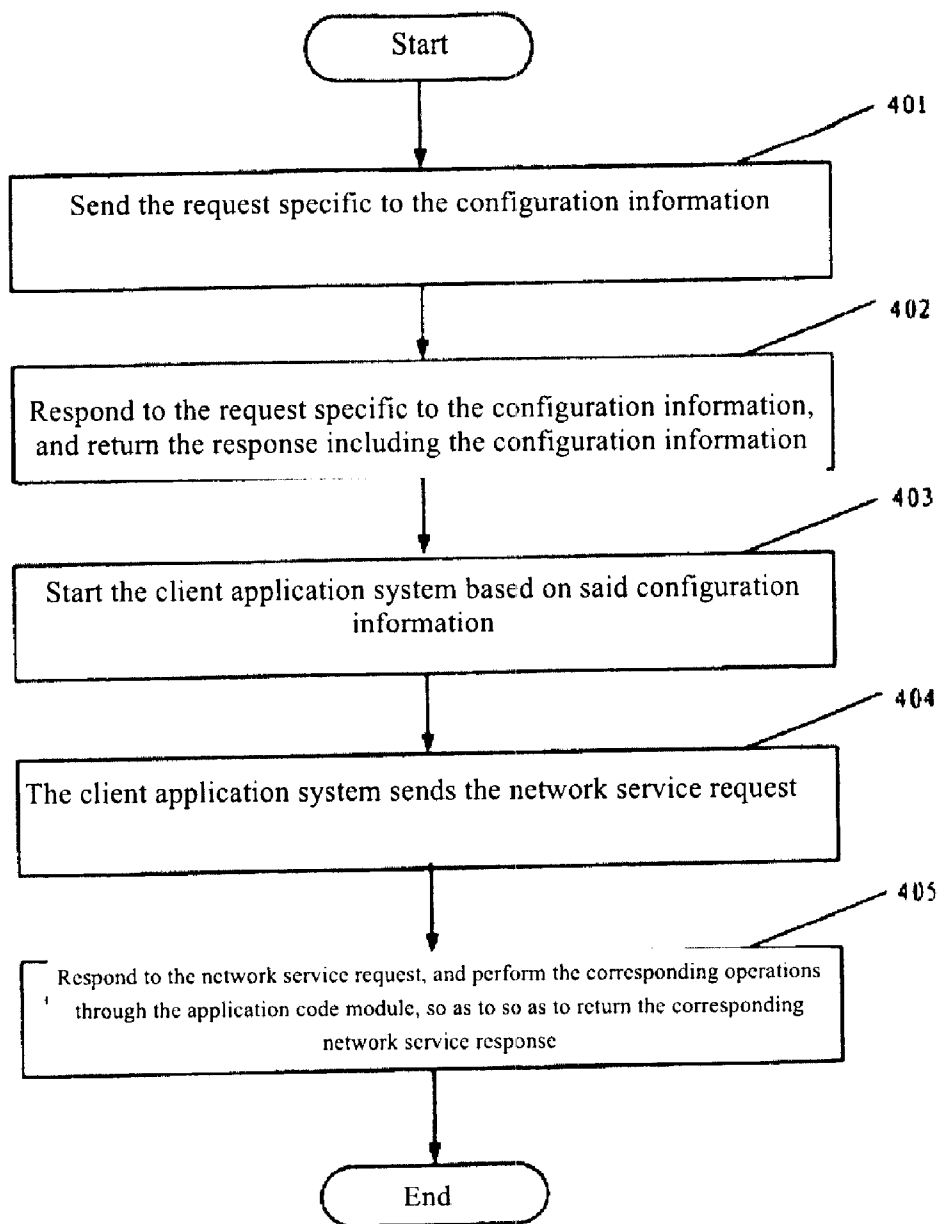 Start
401
Send the request specific to the configuration information
402
Respond to the request specific to the configuration information,
and return the response including the configuration information
403
Start the client application system based on said configuration
information
404
The client application system sends the network service request
405
Respond to the network service request, and perform the corresponding operations
through the application code module, so as to so as to return the corresponding
network service response
End